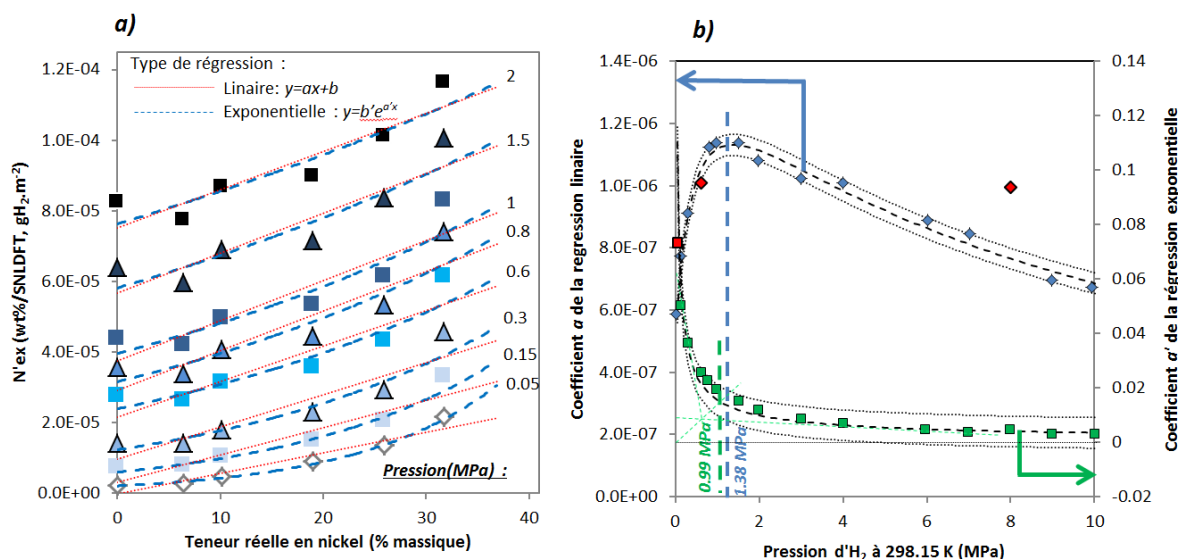 a)
N'ex (wt%/SNLDFT, gH2.m-2)
1.2E-04
1.0E-04
8.0E-05
6.0E-05
4.0E-05
2.0E-05
0.0E+00
Type de régression :
Linaire: y=ax+b
Exponentielle : y=b'e^a'x
2
1.5
1
0.8
0.6
0.3
0.15
0.05
Pression(MPa) :
0
10
20
30
40
Teneur réelle en nickel (% massique)
b)
Coefficient a de la regression linaire
1.4E-06
1.2E-06
1.0E-06
8.0E-07
6.0E-07
4.0E-07
2.0E-07
0.0E+00
0.99 MPa
1.38 MPa
0.14
0.12
0.1
0.08
0.06
0.04
0.02
0
-0.02
Coefficient a' de la régression exponentielle
0
2
4
6
8
10
Pression d'H2 à 298.15 K (MPa)